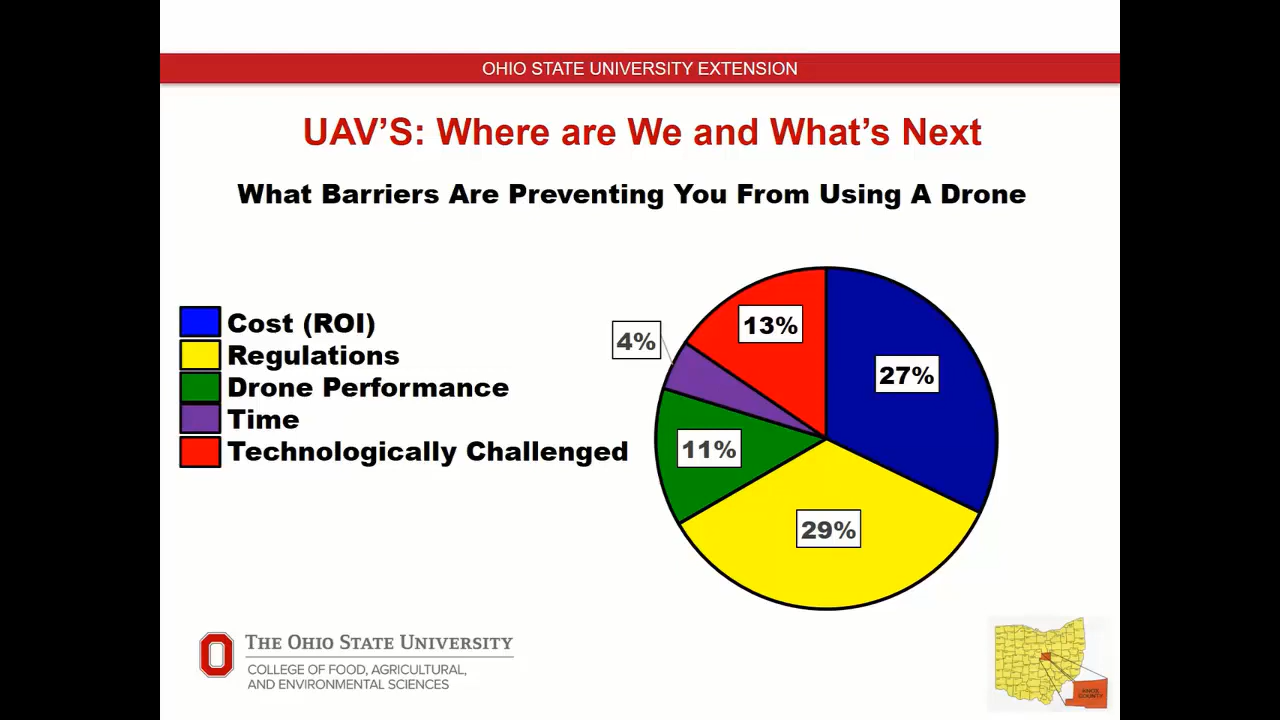 OHIO STATE UNIVERSITY EXTENSION
UAV'S: Where are We and What's Next
What Barriers Are Preventing You From Using A Drone
Cost (ROI)
Regulations
Drone Performance
Time
Technologically Challenged
4%
13%
27%
11%
29%
THE OHIO STATE UNIVERSITY
COLLEGE OF FOOD, AGRICULTURAL,
AND ENVIRONMENTAL SCIENCES
KNOX
COUNTY